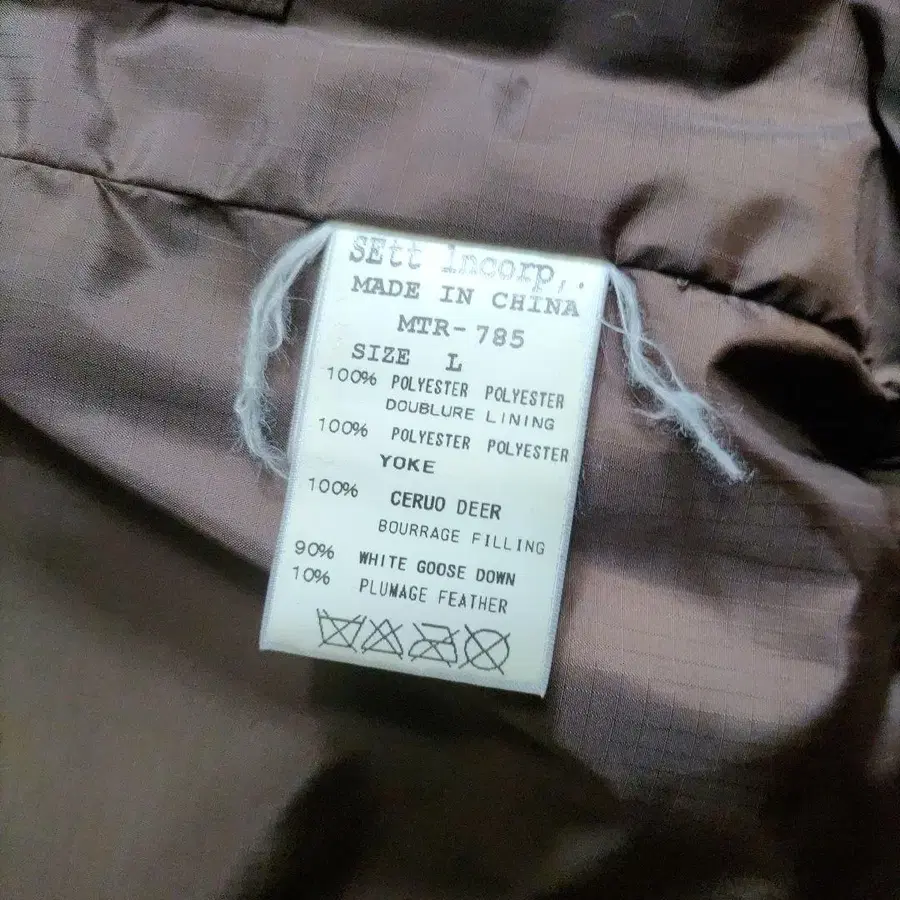 SEtt incorp,.
MADE IN CHINA
MTR-785
SIZE L
100% POLYESTER POLYESTER
DOUBLURE LINING
100% POLYESTER POLYESTER
YOKE
100% CERUO DEER
BOURRAGE FILLING
90% WHITE GOOSE DOWN
10% PLUMAGE FEATHER